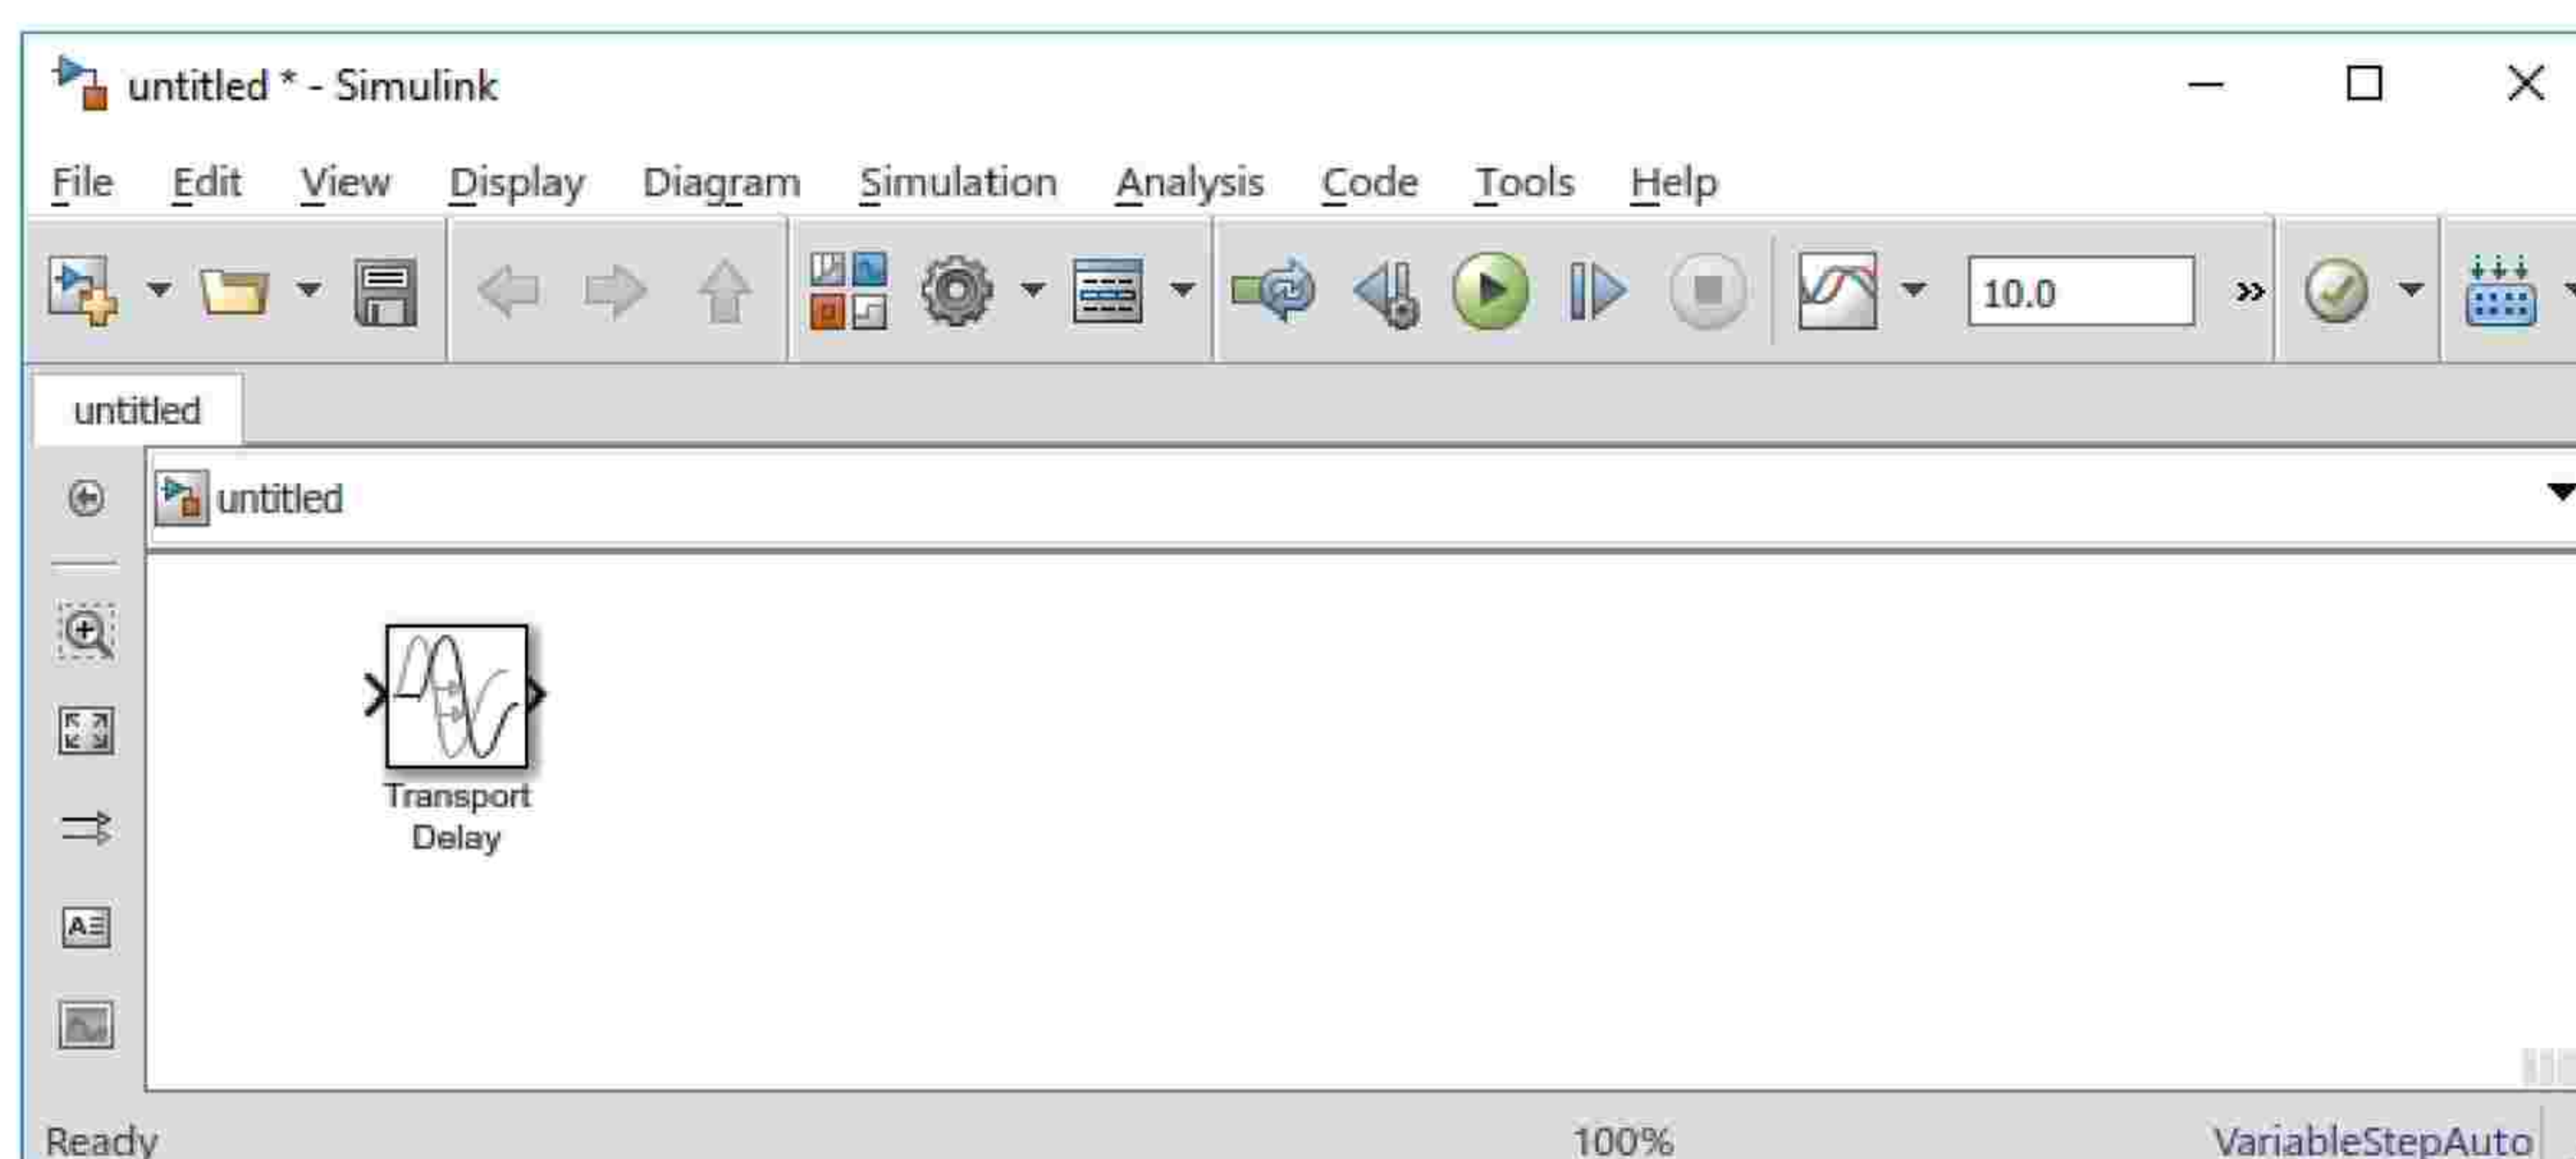 untitled * - Simulink
File Edit View Display Diagram Simulation Analysis Code Tools Help
10.0
untitled
untitled
Transport
Delay
Ready 100% VariableStepAuto